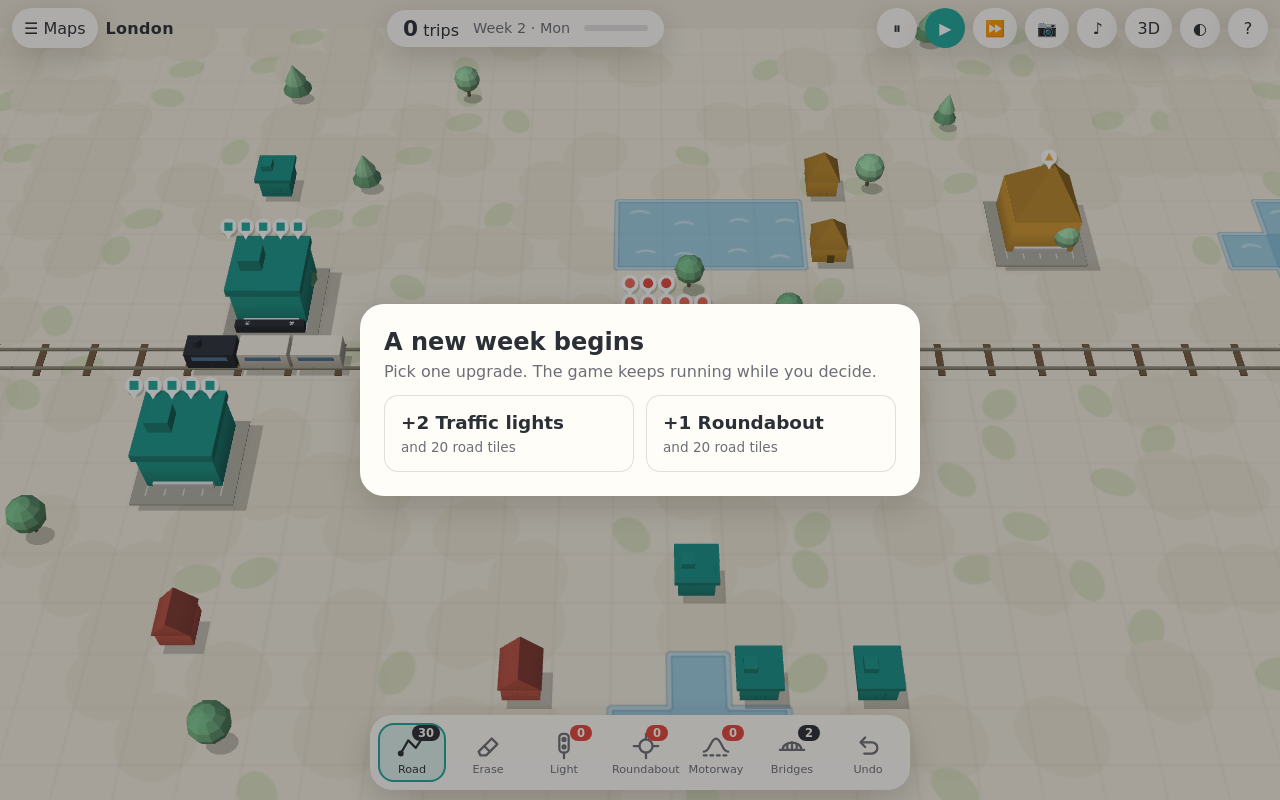 ☰ Maps
London
0 trips Week 2 · Mon
3D
?
A new week begins
Pick one upgrade. The game keeps running while you decide.
+2 Traffic lights
and 20 road tiles
+1 Roundabout
and 20 road tiles
30
0
0
0
2
Road
Erase
Light
Roundabout
Motorway
Bridges
Undo